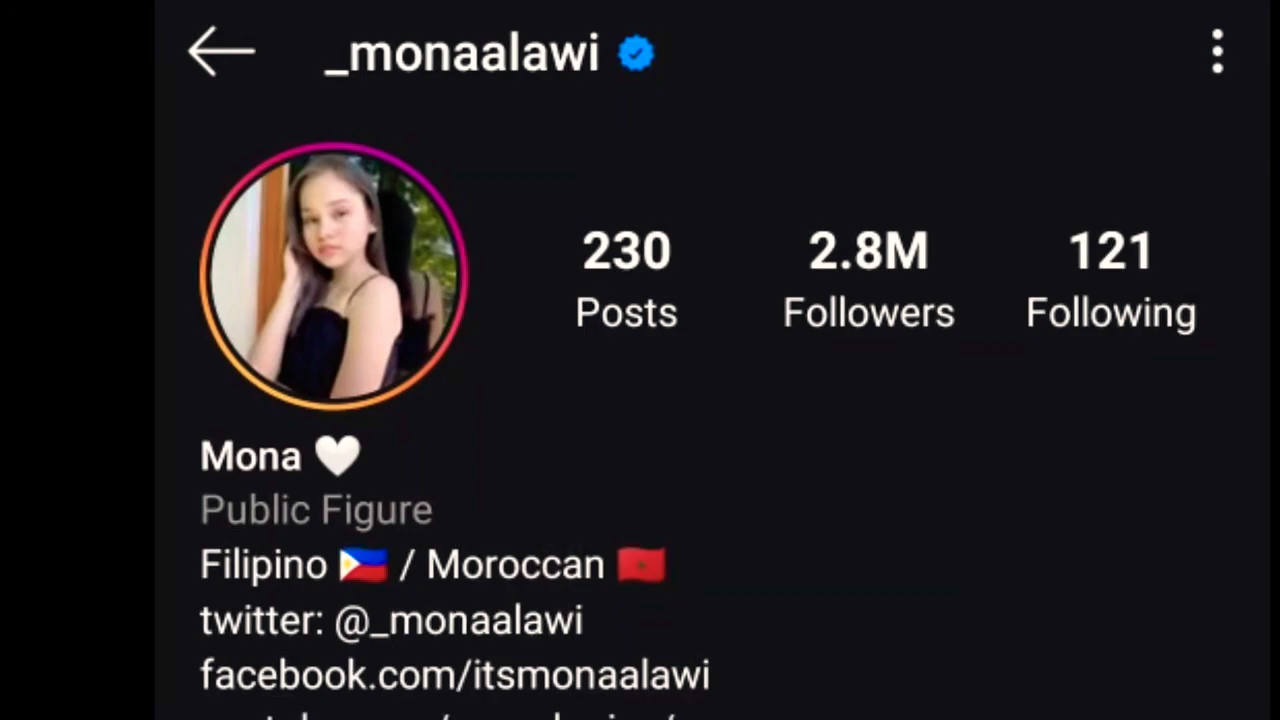 _monaalawi
230 2.8M 121
Posts Followers Following
Mona 🤍
Public Figure
Filipino 🇵🇭 / Moroccan 🇲🇦
twitter: @_monaalawi
facebook.com/itsmonaalawi